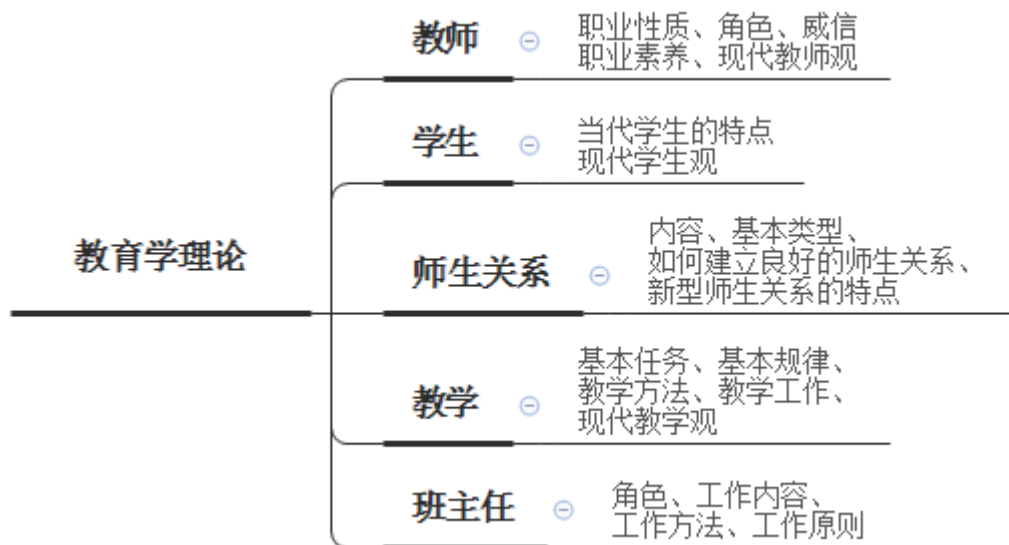 教师
职业性质、角色、威信
职业素养、现代教师观
学生
当代学生的特点
现代学生观
教育学理论
师生关系
内容、基本类型、
如何建立良好的师生关系、
新型师生关系的特点
教学
基本任务、基本规律、
教学方法、教学工作、
现代教学观
班主任
角色、工作内容、
工作方法、工作原则